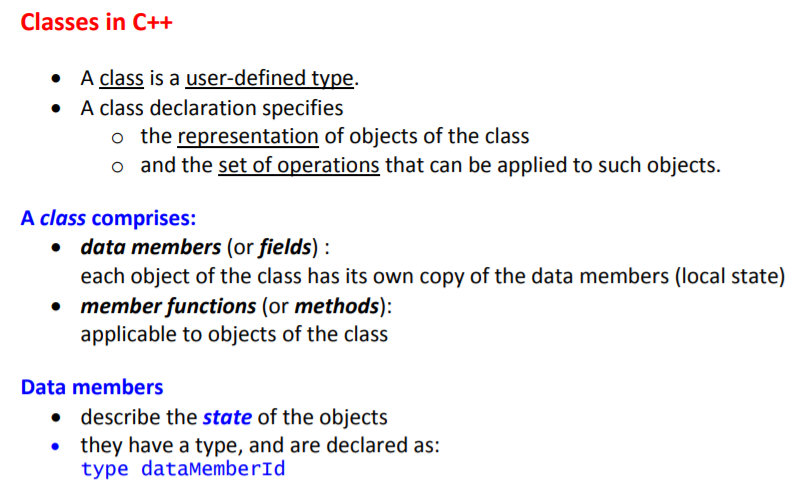 Classes in C++
• A class is a user-defined type.
• A class declaration specifies
o the representation of objects of the class
o and the set of operations that can be applied to such objects.
A class comprises:
• data members (or fields) :
each object of the class has its own copy of the data members (local state)
• member functions (or methods):
applicable to objects of the class
Data members
• describe the state of the objects
• they have a type, and are declared as:
type dataMemberId